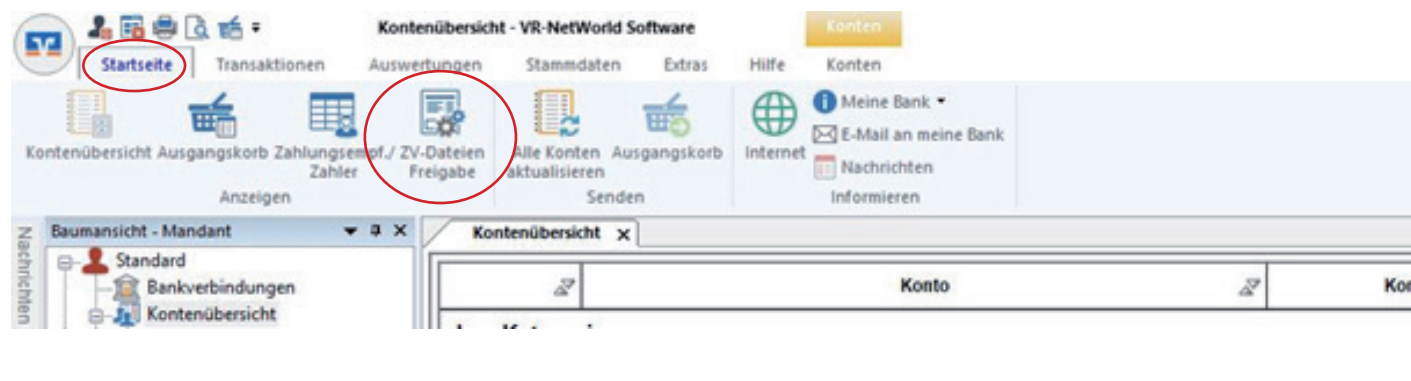 Kontenübersicht - VR-NetWorld Software
Konten
Startseite Transaktionen Auswertungen Stammdaten Extras Hilfe Konten
Kontenübersicht
Ausgangskorb
Zahlungsempf./
Zahler
ZV-Dateien
Freigabe
Anzeigen
Alle Konten
aktualisieren
Ausgangskorb
Senden
Internet
Meine Bank
E-Mail an meine Bank
Nachrichten
Informieren
Nachrichten
Baumansicht - Mandant
Standard
Bankverbindungen
Kontenübersicht
Kontenübersicht x
Konto
Kor